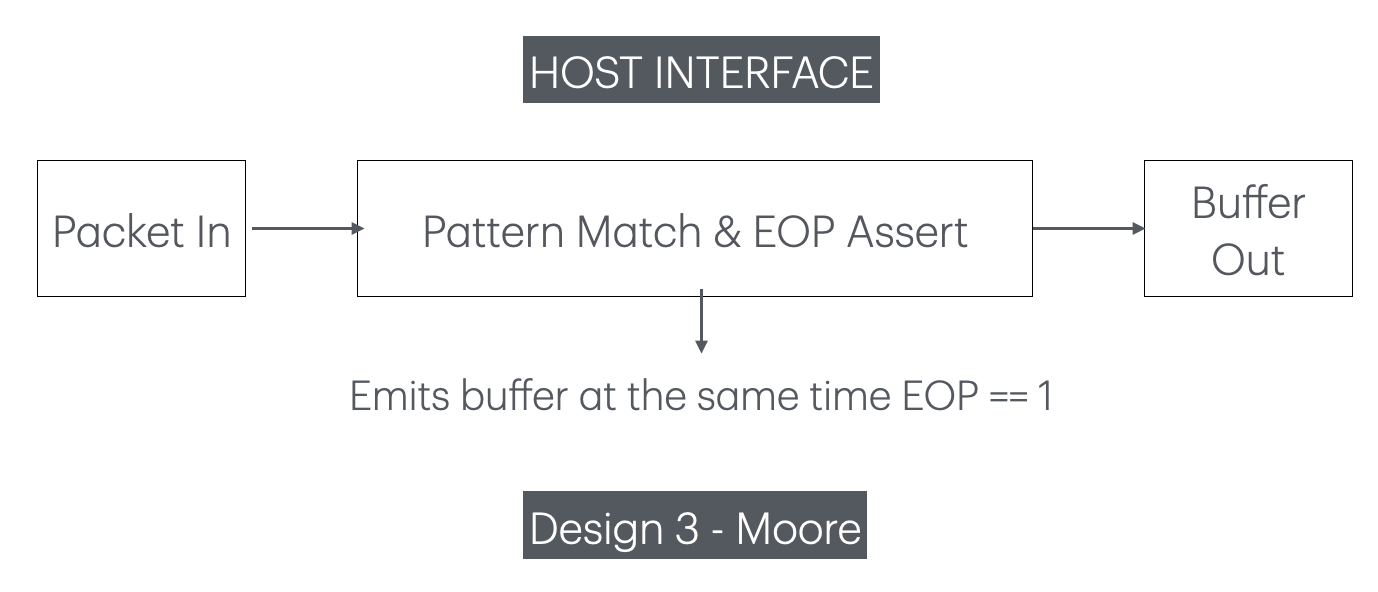 HOST INTERFACE
Packet In
Pattern Match & EOP Assert
Buffer
Out
Emits buffer at the same time EOP == 1
Design 3 - Moore